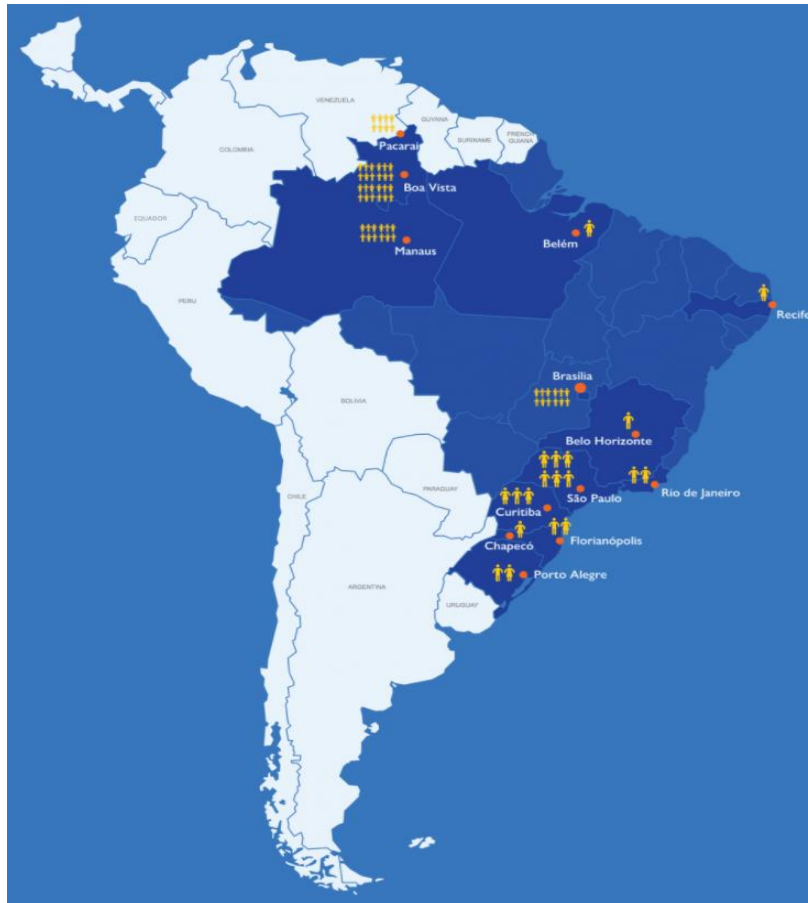 VENEZUELA
GUYANA
SURINAME
FRENCH
GUIANA
COLOMBIA
Pacarai
Boa Vista
EQUADOR
Manaus
Belém
PERU
Recife
Brasília
BOLIVIA
Belo Horizonte
PARAGUAY
São Paulo
Rio de Janeiro
CHILE
Curitiba
Florianópolis
Chapecó
Porto Alegre
ARGENTINA
URUGUAY